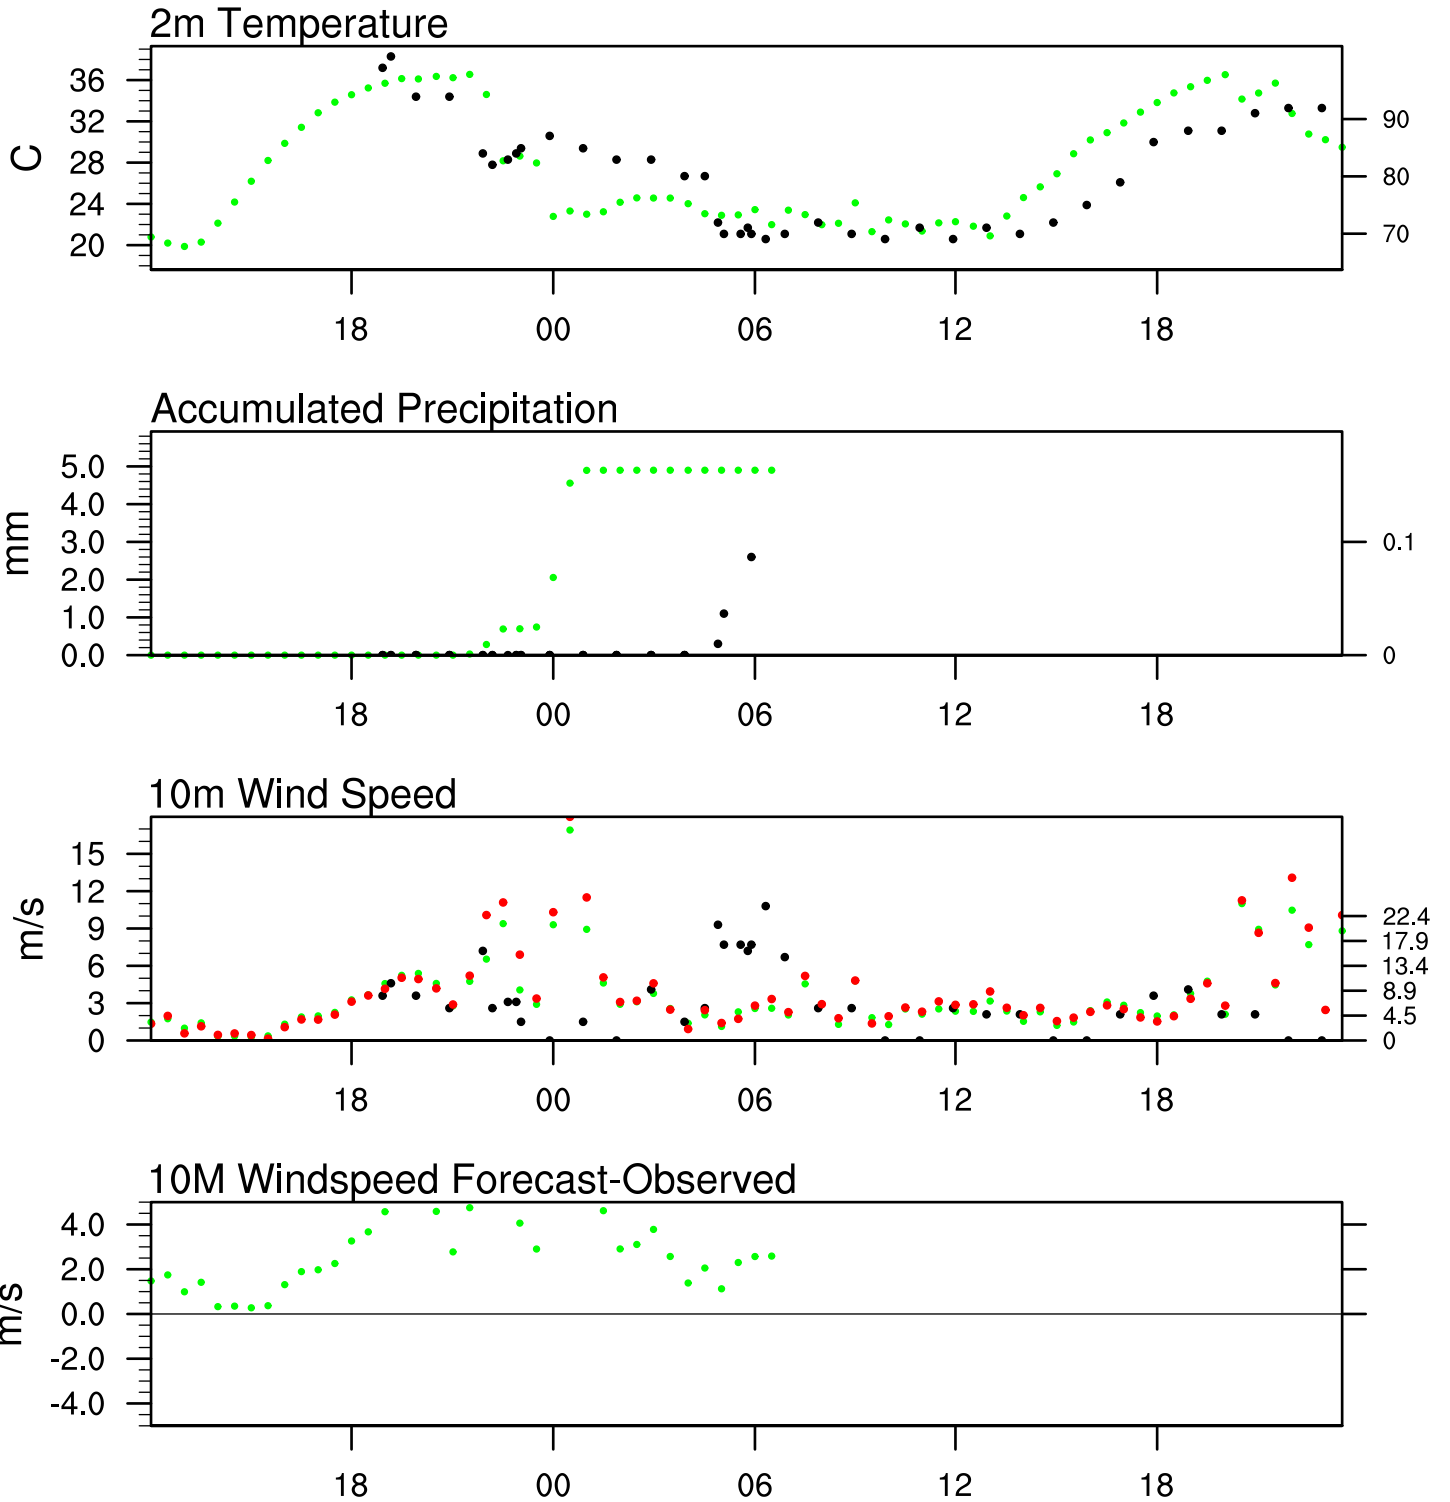 2m Temperature
C
36
32
28
24
20
90
80
70
18 00 06 12 18
Accumulated Precipitation
mm
5.0
4.0
3.0
2.0
1.0
0.0
0.1
0
18 00 06 12 18
10m Wind Speed
m/s
15
12
9
6
3
0
22.4
17.9
13.4
8.9
4.5
0
18 00 06 12 18
10M Windspeed Forecast-Observed
m/s
4.0
2.0
0.0
-2.0
-4.0
18 00 06 12 18